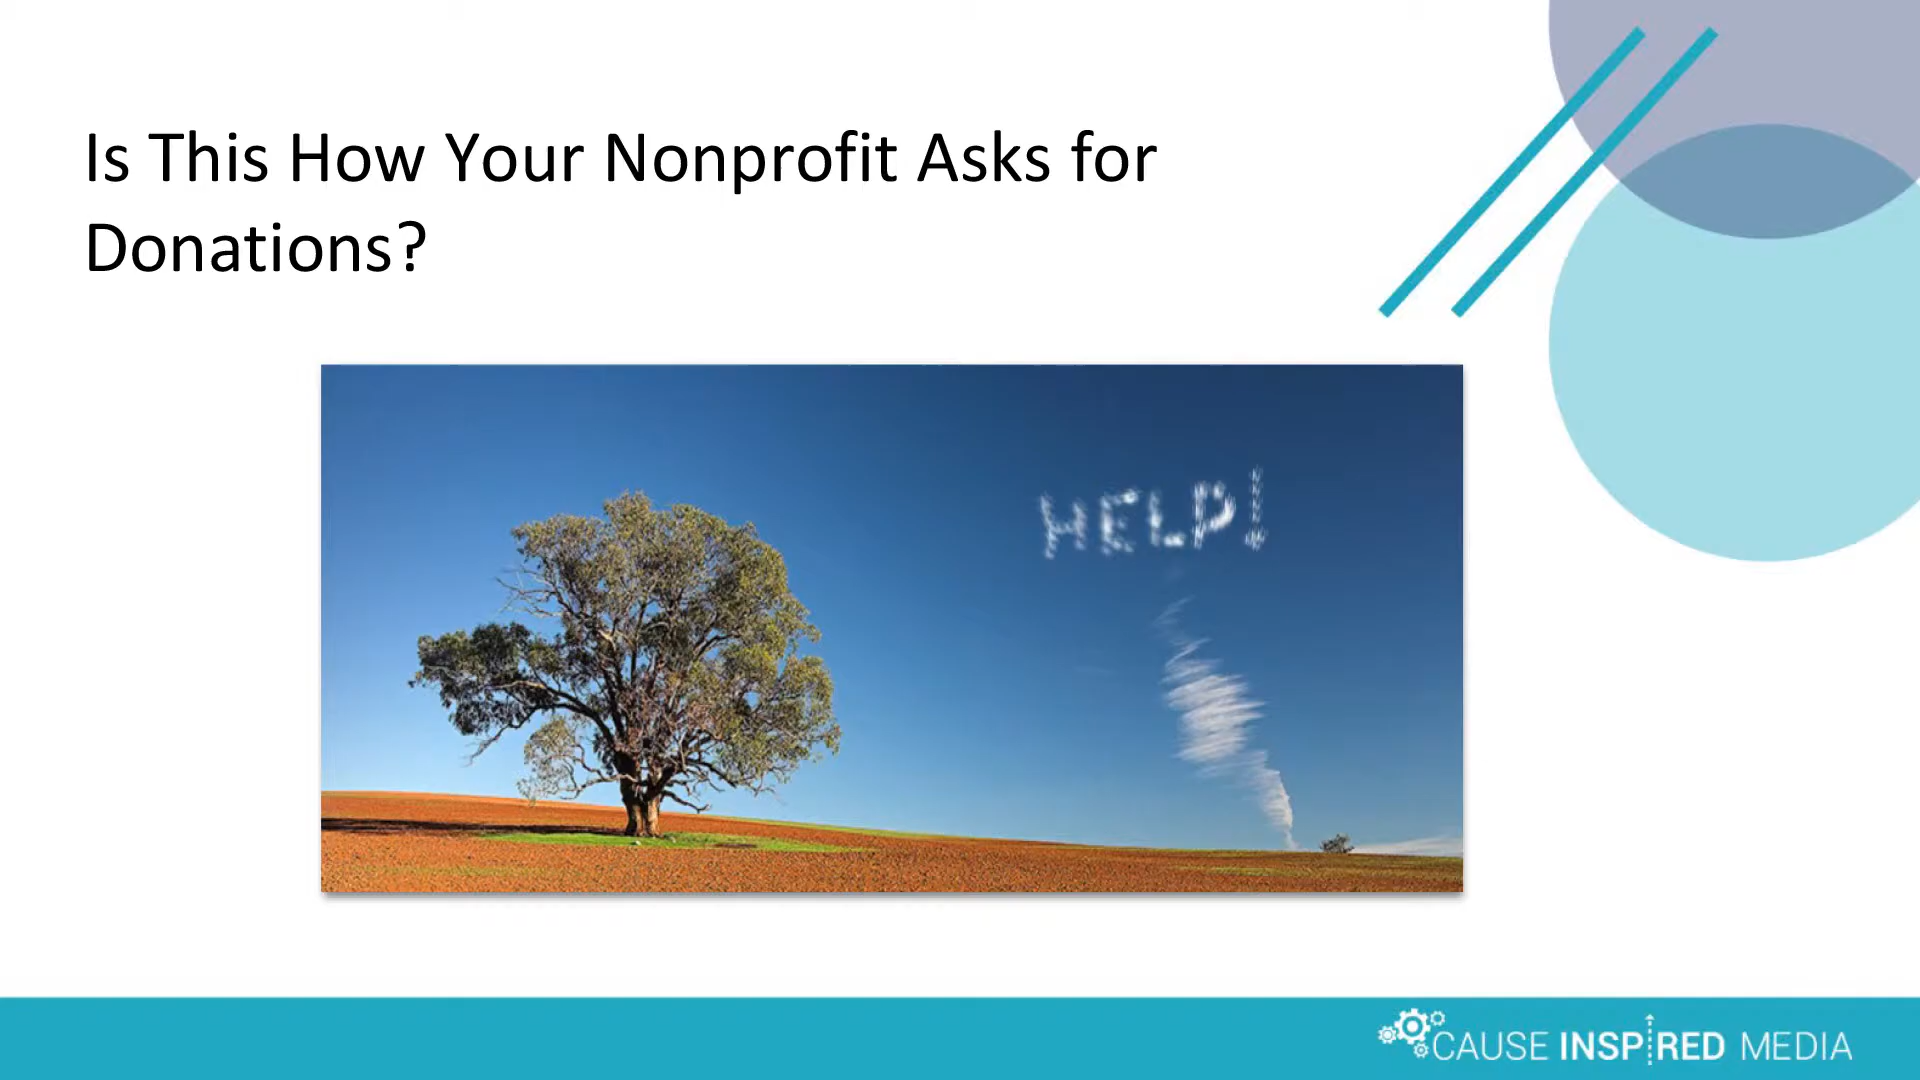 Is This How Your Nonprofit Asks for
Donations?
HELP!
CAUSE INSPIRED MEDIA